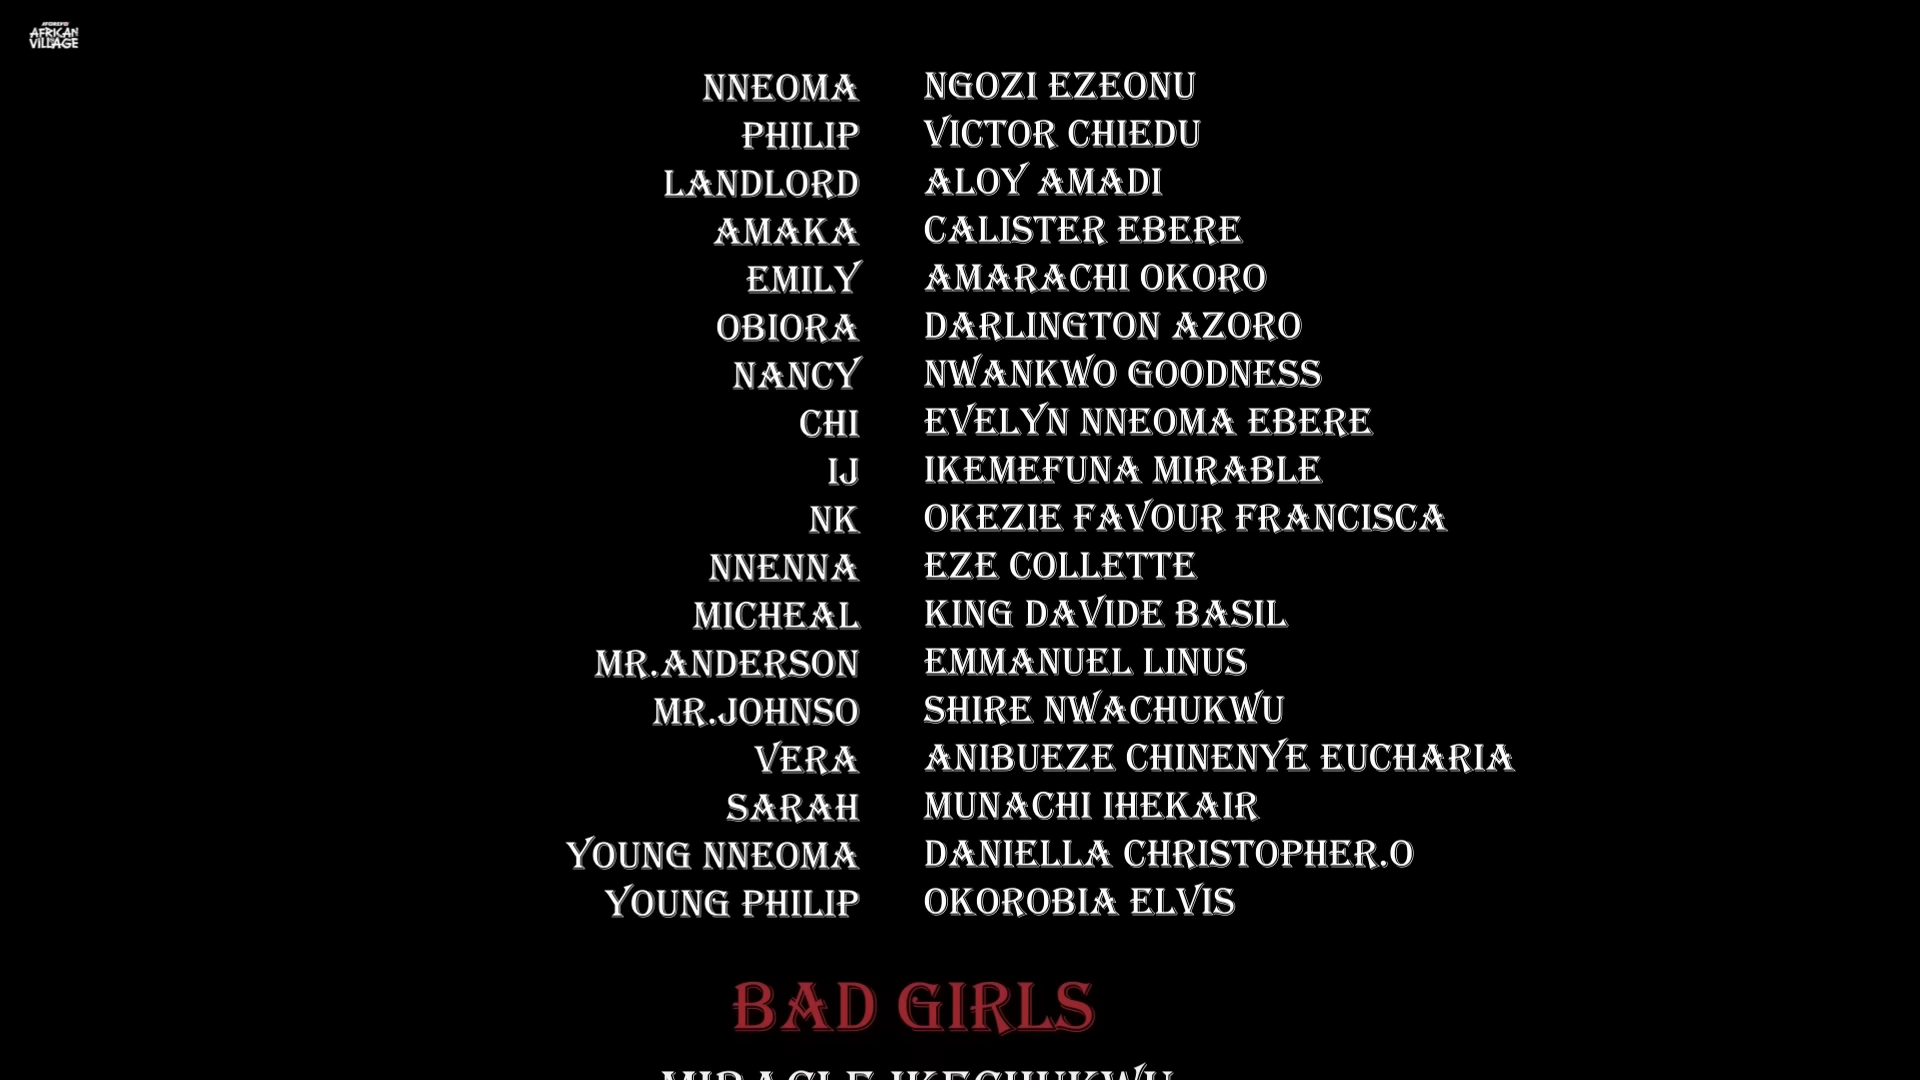 AFRICAN
VILLAGE
NNEOMA NGOZI EZEONU
PHILIP VICTOR CHIEDU
LANDLORD ALOY AMADI
AMAKA CALISTER EBERE
EMILY AMARACHI OKORO
OBIORA DARLINGTON AZORO
NANCY NWANKWO GOODNESS
CHI EVELYN NNEOMA EBERE
IJ IKEMEFUNA MIRABLE
NK OKEZIE FAVOUR FRANCISCA
NNENNA EZE COLLETTE
MICHEAL KING DAVIDE BASIL
MR.ANDERSON EMMANUEL LINUS
MR.JOHNSO SHIRE NWACHUKWU
VERA ANIBUEZE CHINENYE EUCHARIA
SARAH MUNACHI IHEKAIR
YOUNG NNEOMA DANIELLA CHRISTOPHER.O
YOUNG PHILIP OKOROBIA ELVIS
BAD GIRLS
MIRACLE IKECHUKWU